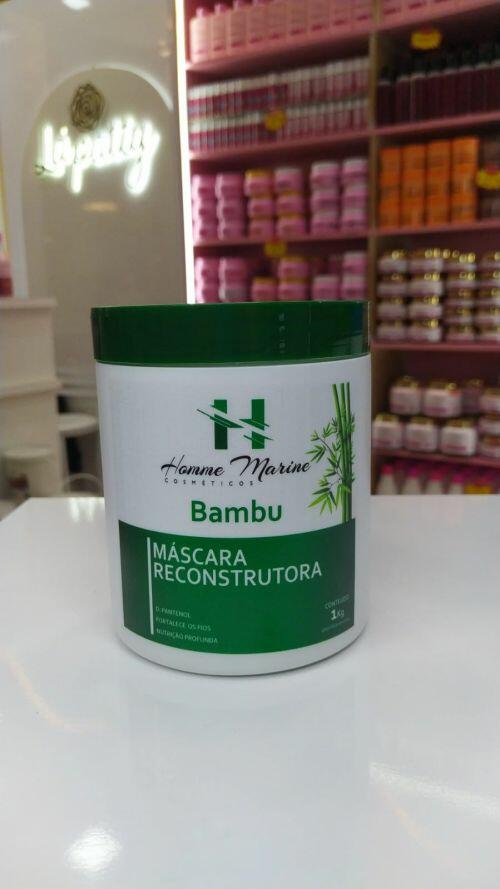 Homme Marine
COSMÉTICOS
Bambu
MÁSCARA
RECONSTRUTORA
D-PANTENOL
FORTALECE OS FIOS
NUTRIÇÃO PROFUNDA
CONTEÚDO
1Kg